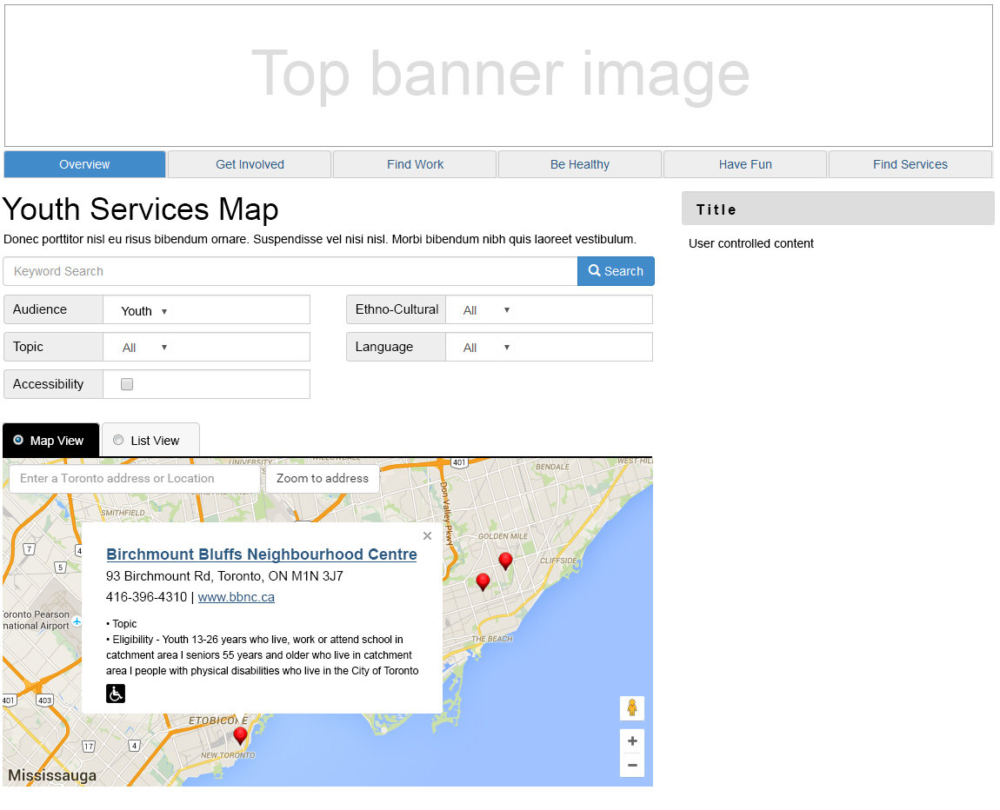 Top banner image
Overview Get Involved Find Work Be Healthy Have Fun Find Services
Youth Services Map
Donec porttitor nisl eu risus bibendum ornare. Suspendisse vel nisi nisl. Morbi bibendum nibh quis laoreet vestibulum.
Keyword Search Search
Audience Youth ▼ Ethno-Cultural All ▼
Topic All ▼ Language All ▼
Accessibility
Title
User controlled content
Map View List View
Enter a Toronto address or Location Zoom to address
401
BENDALE
WEST HIL
Don Valley Pkwy
SMITHFIELD
GOLDEN MILE
CLIFFSIDE
7
4
5
Birchmount Bluffs Neighbourhood Centre
93 Birchmount Rd, Toronto, ON M1N 3J7
416-396-4310 | www.bbnc.ca
• Topic
• Eligibility - Youth 13-26 years who live, work or attend school in
catchment area I seniors 55 years and older who live in catchment
area I people with physical disabilities who live in the City of Toronto
oronto Pearson
national Airport
THE BEACH
401
403
ETOBICOKE
17
4
NEW TORONTO
Mississauga
+
−